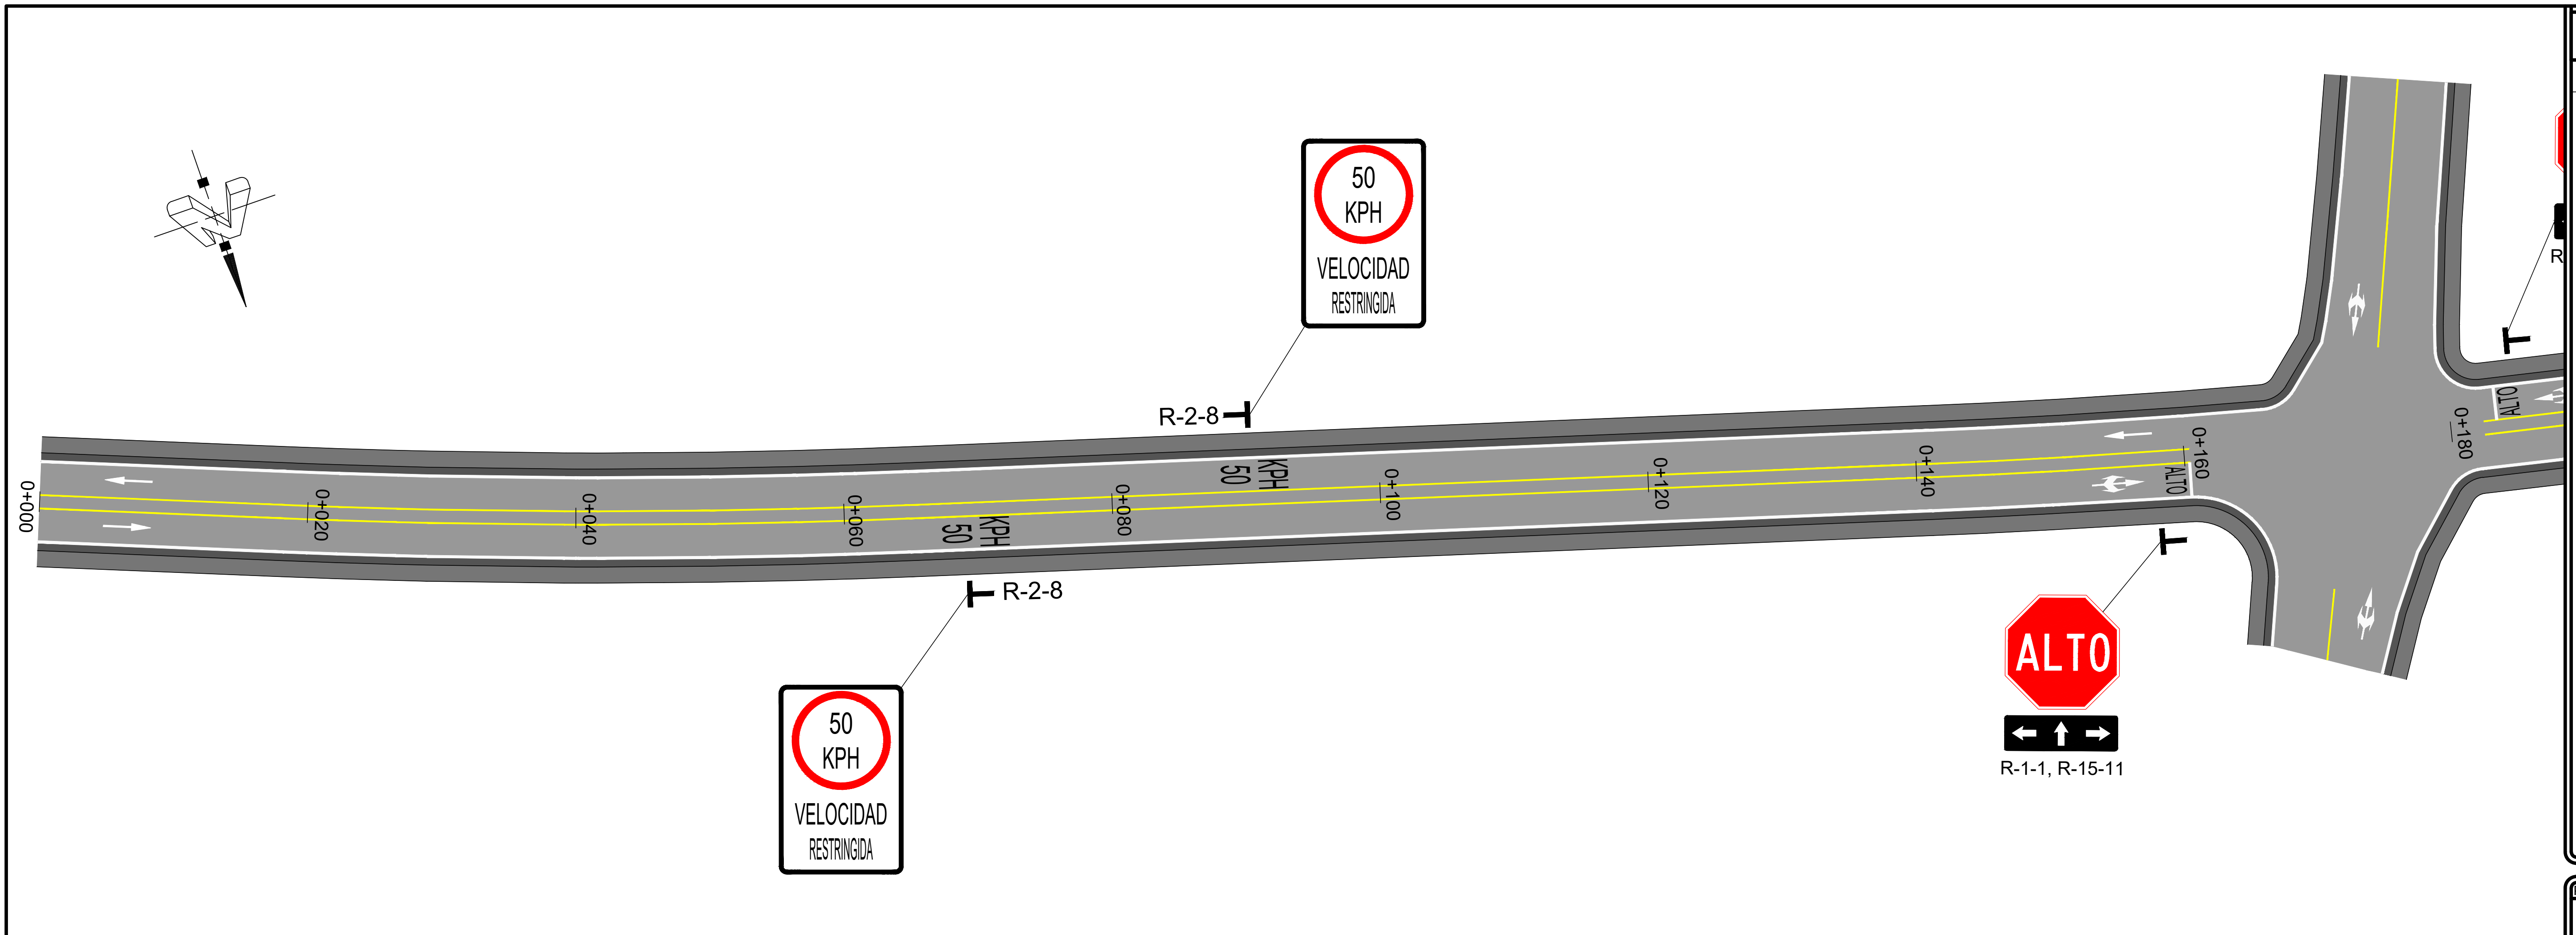 50
KPH
VELOCIDAD
RESTRINGIDA
R-2-8
0+000
0+020
0+040
0+060
0+080
0+100
0+120
0+140
0+160
0+180
KPH
50
KPH
50
ALTO
ALTO
R-2-8
50
KPH
VELOCIDAD
RESTRINGIDA
ALTO
R-1-1, R-15-11
R